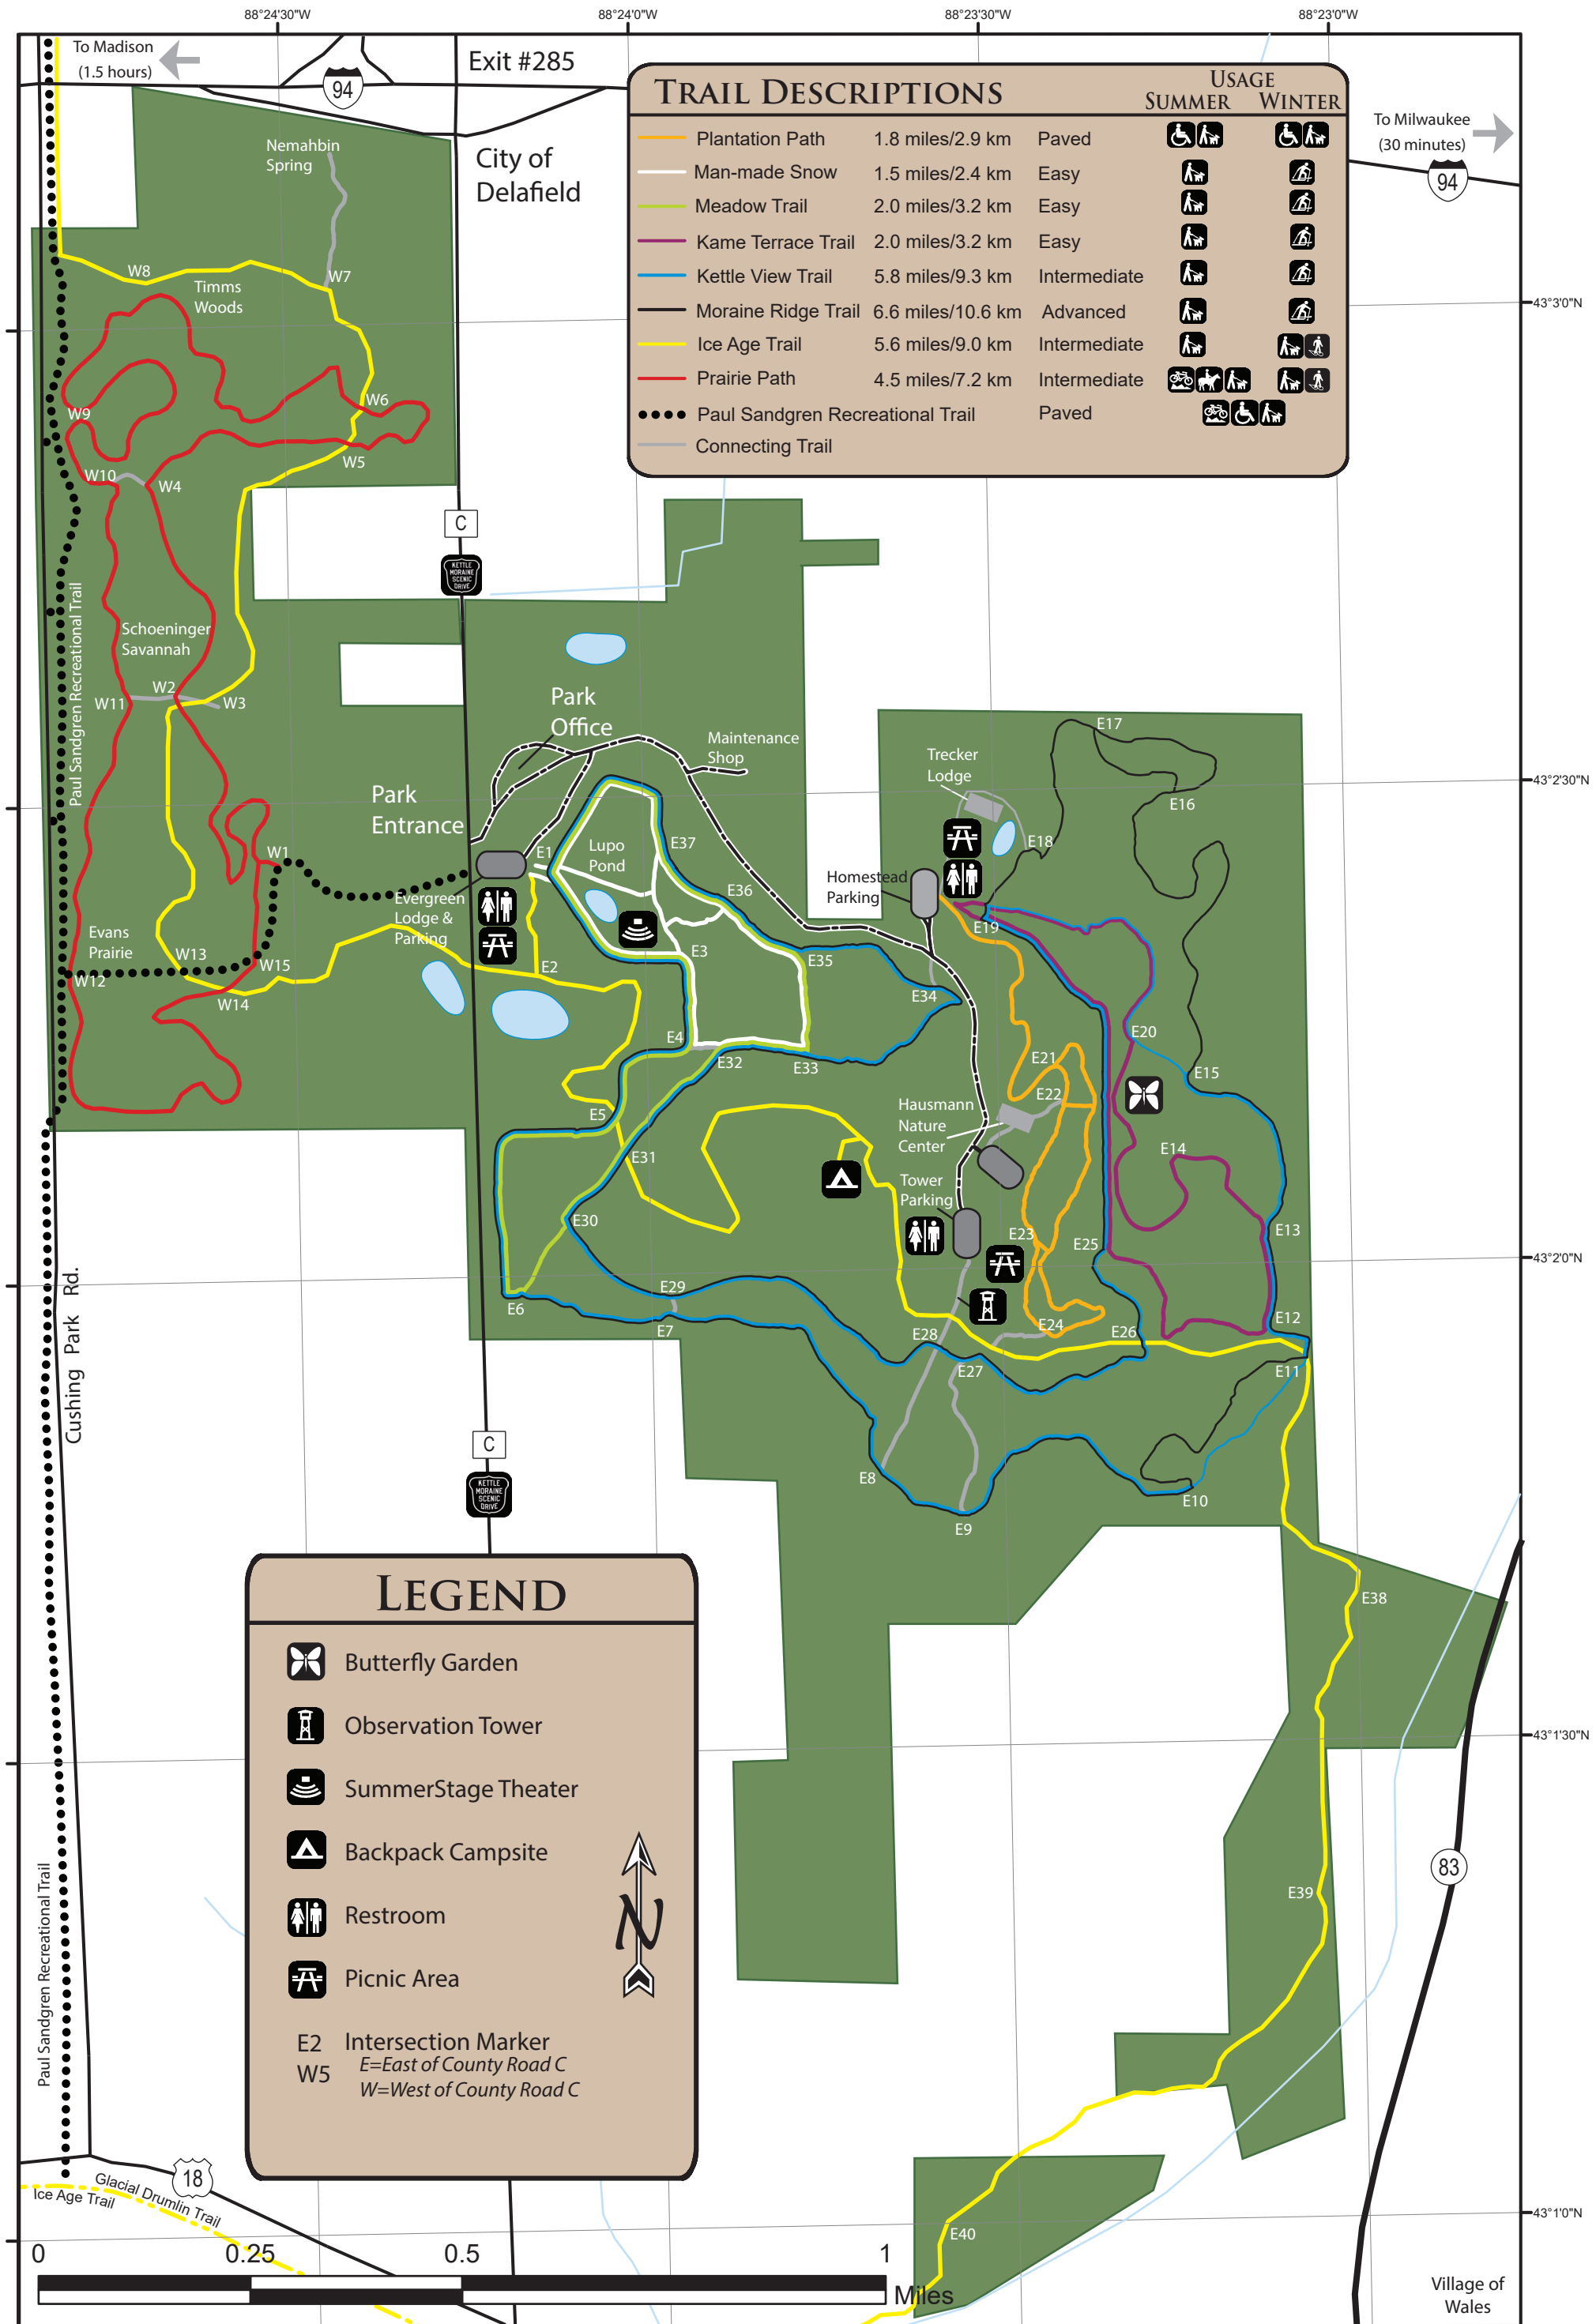 88°24'30"W
88°24'0"W
88°23'30"W
88°23'0"W
To Madison
(1.5 hours)
94
Exit #285
City of
Delafield
To Milwaukee
(30 minutes)
94
TRAIL DESCRIPTIONS
USAGE
SUMMER WINTER
Plantation Path 1.8 miles/2.9 km Paved
Man-made Snow 1.5 miles/2.4 km Easy
Meadow Trail 2.0 miles/3.2 km Easy
Kame Terrace Trail 2.0 miles/3.2 km Easy
Kettle View Trail 5.8 miles/9.3 km Intermediate
Moraine Ridge Trail 6.6 miles/10.6 km Advanced
Ice Age Trail 5.6 miles/9.0 km Intermediate
Prairie Path 4.5 miles/7.2 km Intermediate
Paul Sandgren Recreational Trail Paved
Connecting Trail
43°3'0"N
43°2'30"N
43°2'0"N
43°1'30"N
43°1'0"N
Nemahbin
Spring
W8
W7
Timms
Woods
W6
W9
W5
W10
W4
C
KETTLE
MORAINE
SCENIC
DRIVE
Paul Sandgren Recreational Trail
Schoeninger
Savannah
W2
W11
W3
Park
Office
Maintenance
Shop
Park
Entrance
Trecker
Lodge
E17
E16
E18
W1
E1
Lupo
Pond
E37
E36
Homestead
Parking
Evergreen
Lodge &
Parking
E19
Evans
Prairie
W13
W15
W12
W14
E2
E3
E35
E34
E4
E32
E33
E20
E15
E21
E22
Hausmann
Nature
Center
E5
E31
E14
Tower
Parking
E30
E23
E25
E13
E29
E6
E7
E24
E26
E12
E28
E27
E11
Cushing Park Rd.
C
KETTLE
MORAINE
SCENIC
DRIVE
E8
E10
E9
E38
E39
E40
83
LEGEND
Butterfly Garden
Observation Tower
SummerStage Theater
Backpack Campsite
Restroom
Picnic Area
E2 Intersection Marker
E=East of County Road C
W5
W=West of County Road C
N
Paul Sandgren Recreational Trail
18
Glacial Drumlin Trail
Ice Age Trail
0 0.25 0.5 1
Miles
Village of
Wales